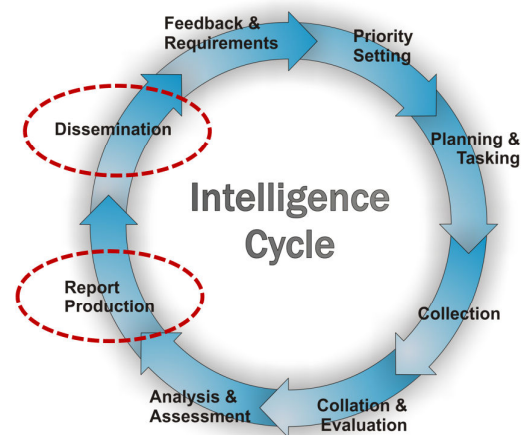 Feedback &
Requirements
Priority
Setting
Planning &
Tasking
Collection
Collation &
Evaluation
Analysis &
Assessment
Report
Production
Dissemination
Intelligence
Cycle